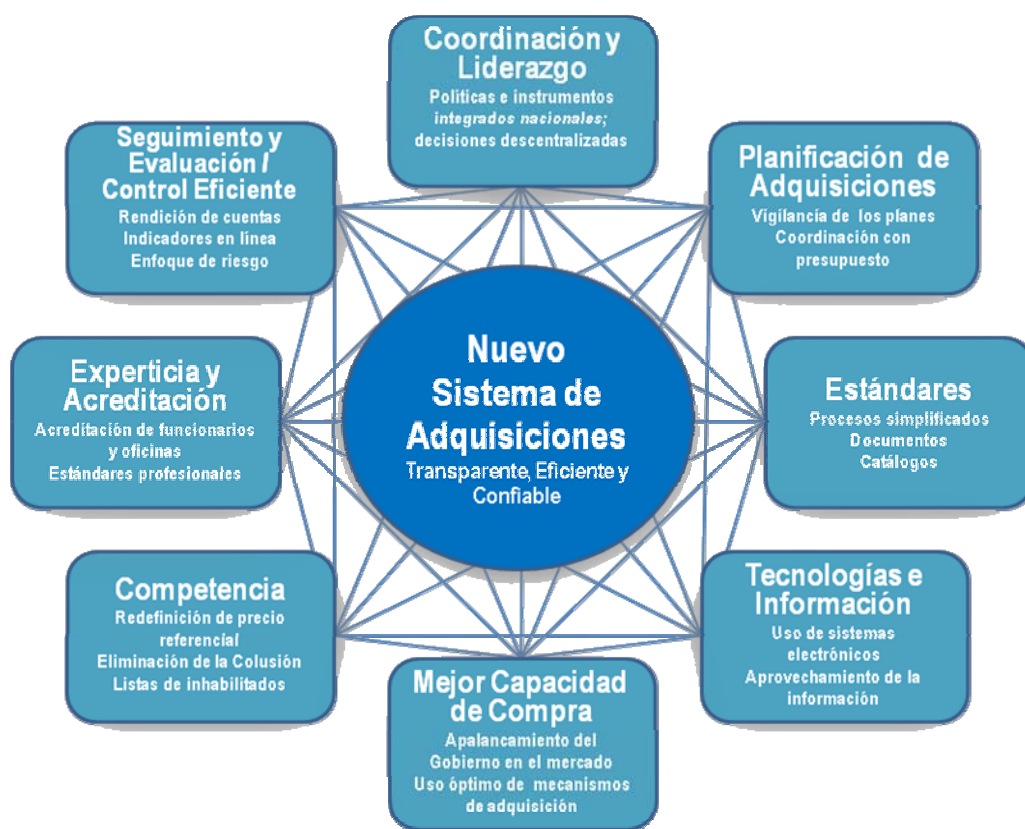 Coordinación y
Liderazgo
Políticas e instrumentos
integrados nacionales;
decisiones descentralizadas
Seguimiento y
Evaluación /
Control Eficiente
Rendición de cuentas
Indicadores en línea
Enfoque de riesgo
Planificación de
Adquisiciones
Vigilancia de los planes
Coordinación con
presupuesto
Nuevo
Sistema de
Adquisiciones
Transparente, Eficiente y
Confiable
Experticia y
Acreditación
Acreditación de funcionarios
y oficinas
Estándares profesionales
Estándares
Procesos simplificados
Documentos
Catálogos
Competencia
Redefinición de precio
referencial
Eliminación de la Colusión
Listas de inhabilitados
Tecnologías e
Información
Uso de sistemas
electrónicos
Aprovechamiento de la
información
Mejor Capacidad
de Compra
Apalancamiento del
Gobierno en el mercado
Uso óptimo de mecanismos
de adquisición